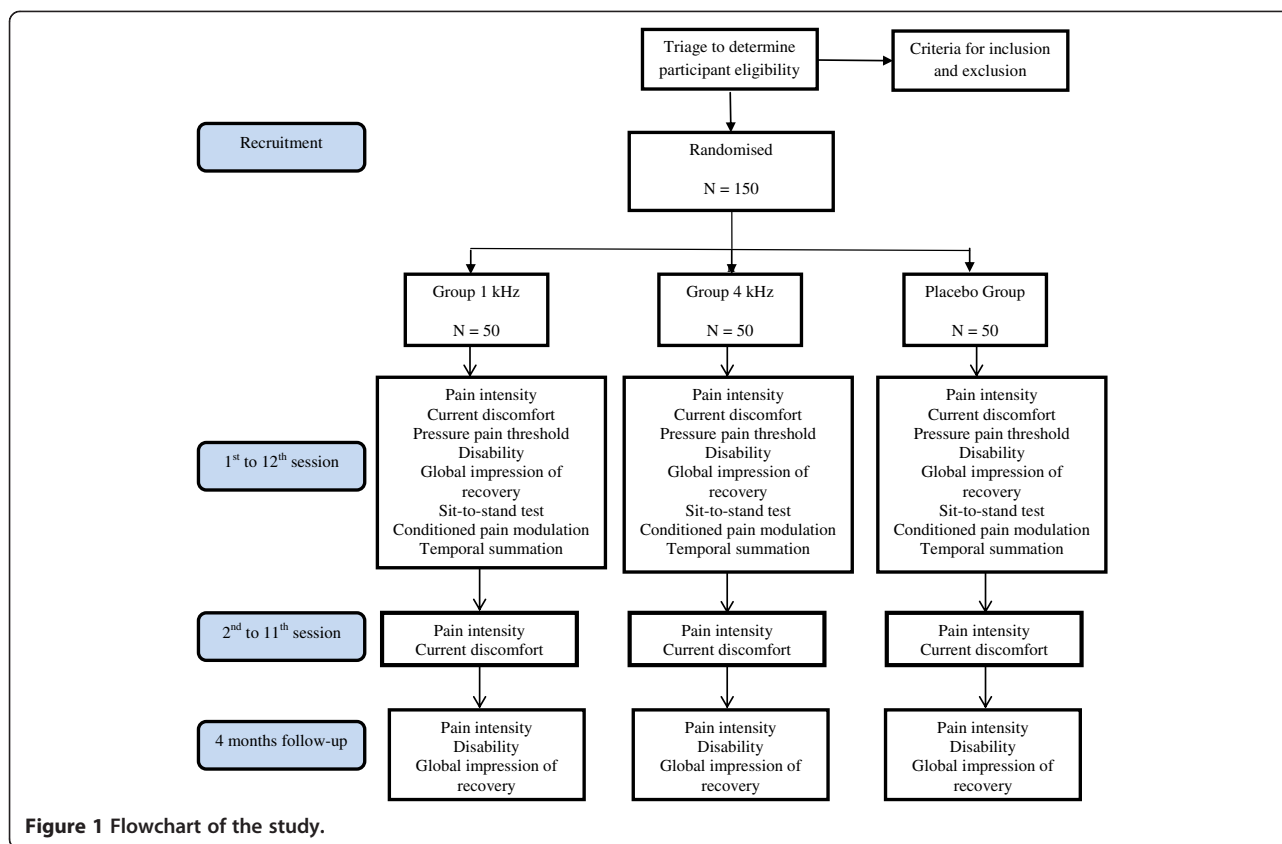 Triage to determine
participant eligibility
Criteria for inclusion
and exclusion
Recruitment
Randomised
N = 150
Group 1 kHz
N = 50
Group 4 kHz
N = 50
Placebo Group
N = 50
1st to 12th session
Pain intensity
Current discomfort
Pressure pain threshold
Disability
Global impression of
recovery
Sit-to-stand test
Conditioned pain modulation
Temporal summation
Pain intensity
Current discomfort
Pressure pain threshold
Disability
Global impression of
recovery
Sit-to-stand test
Conditioned pain modulation
Temporal summation
Pain intensity
Current discomfort
Pressure pain threshold
Disability
Global impression of
recovery
Sit-to-stand test
Conditioned pain modulation
Temporal summation
2nd to 11th session
Pain intensity
Current discomfort
Pain intensity
Current discomfort
Pain intensity
Current discomfort
4 months follow-up
Pain intensity
Disability
Global impression of
recovery
Pain intensity
Disability
Global impression of
recovery
Pain intensity
Disability
Global impression of
recovery
Figure 1 Flowchart of the study.